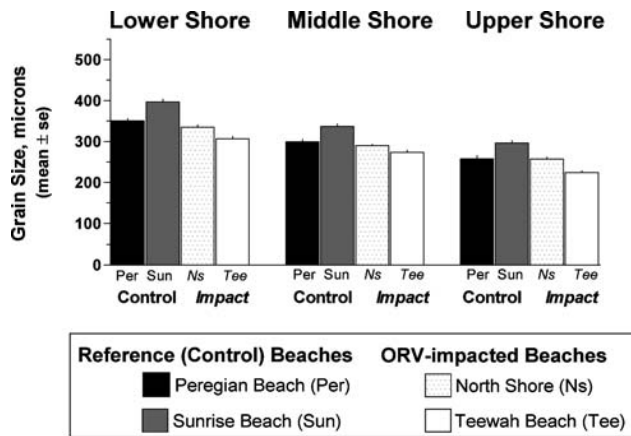 Lower Shore Middle Shore Upper Shore
Grain Size, microns
(mean ± se)
500
400
300
200
100
0
Per Sun Ns Tee Per Sun Ns Tee Per Sun Ns Tee
Control Impact Control Impact Control Impact
Reference (Control) Beaches ORV-impacted Beaches
Peregian Beach (Per) North Shore (Ns)
Sunrise Beach (Sun) Teewah Beach (Tee)